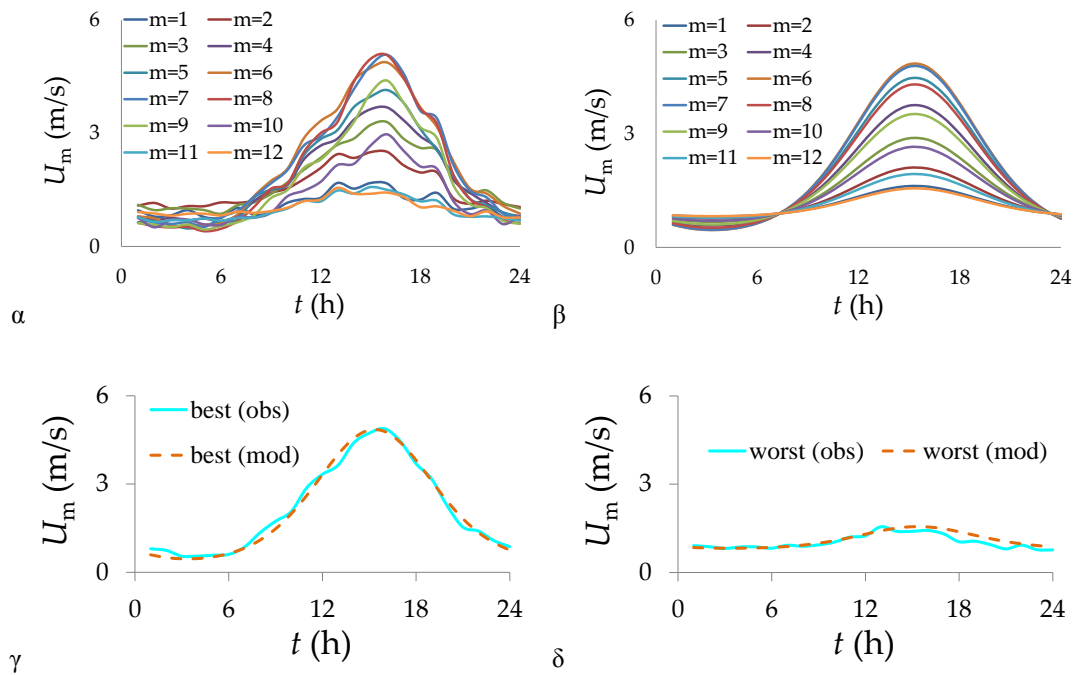 6
m=1 m=2
m=3 m=4
m=5 m=6
m=7 m=8
m=9 m=10
m=11 m=12
3
0
Um (m/s)
0 6 12 18 24
t (h)
α
6
m=1 m=2
m=3 m=4
m=5 m=6
m=7 m=8
m=9 m=10
m=11 m=12
3
0
Um (m/s)
0 6 12 18 24
t (h)
β
6
best (obs)
best (mod)
3
0
Um (m/s)
0 6 12 18 24
t (h)
γ
6
worst (obs) worst (mod)
3
0
Um (m/s)
0 6 12 18 24
t (h)
δ